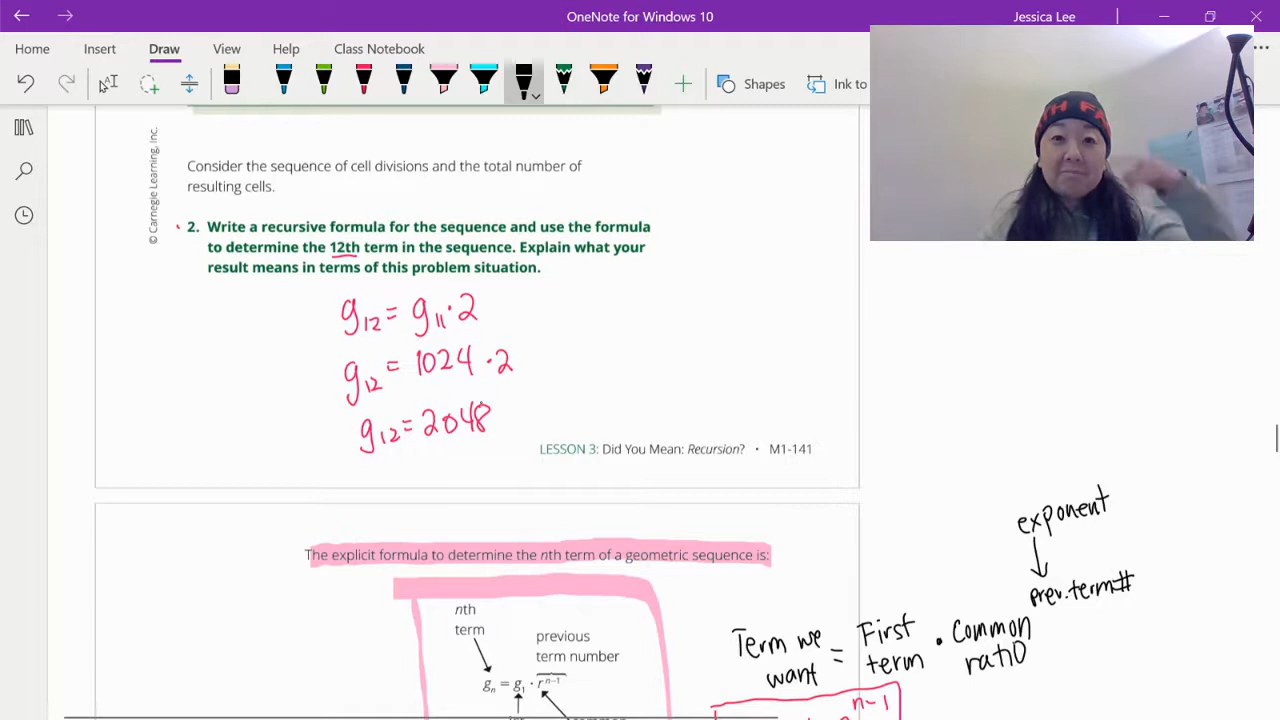 OneNote for Windows 10
Jessica Lee
Home Insert Draw View Help Class Notebook
Shapes Ink to
© Carnegie Learning, Inc.
Consider the sequence of cell divisions and the total number of
resulting cells.
2. Write a recursive formula for the sequence and use the formula
to determine the 12th term in the sequence. Explain what your
result means in terms of this problem situation.
g₁₂ = g₁₁ · 2
g₁₂ = 1024 · 2
g₁₂ = 2048
LESSON 3: Did You Mean: Recursion? • M1-141
exponent
prev. term#
The explicit formula to determine the nth term of a geometric sequence is:
nth
term
previous
term number
gₙ = g₁ · rⁿ⁻¹
Term we
want = First
term · Common
ratio
n-1